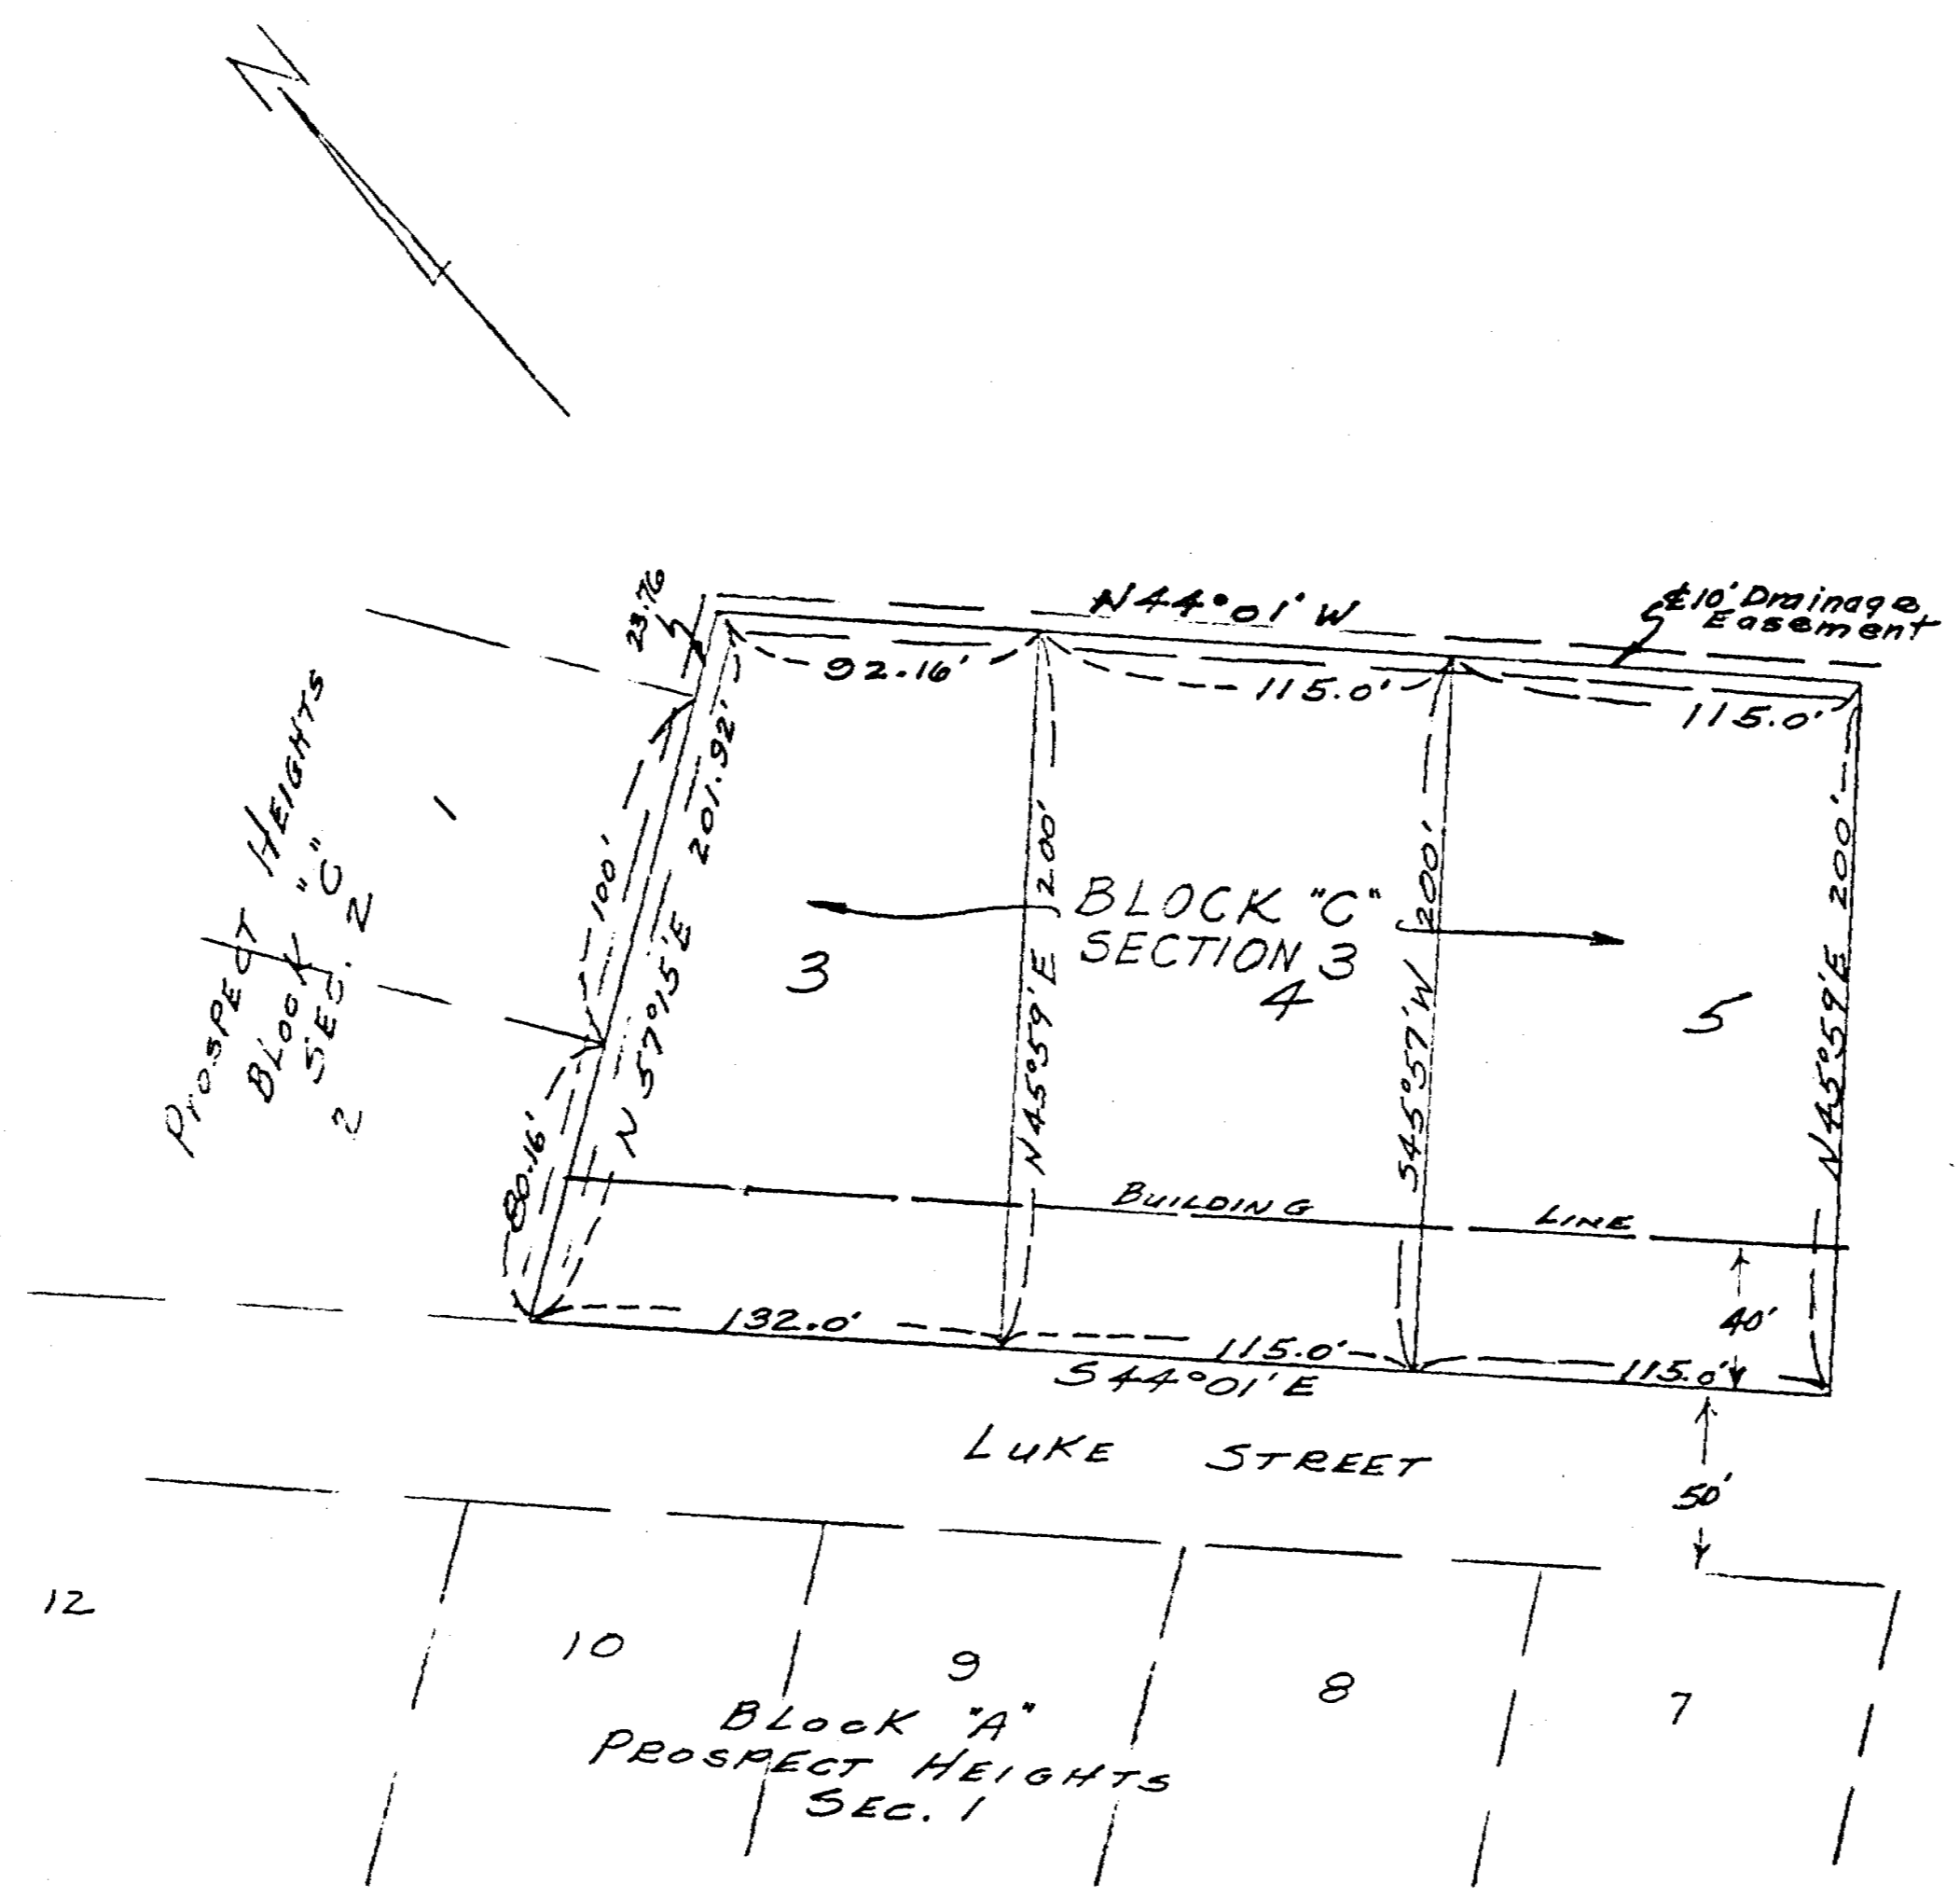 N
23.76
N44°01'W
℄ 10' Drainage
Easement
92.16'
115.0'
115.0'
PrOSPECT HEIGHTS
BLOCK "C"
SEC. 2
1
2
100'
80.16'
N 57°15'E 201.92'
N45°59'E 200'
S45°57'W 200'
N45°59'E 200'
BLOCK "C"
SECTION 3
3
4
5
BUILDING LINE
40'
132.0'
115.0'
115.0'
S44°01'E
LUKE STREET
50'
12
10
9
8
7
BLOCK "A"
PROSPECT HEIGHTS
SEC. 1